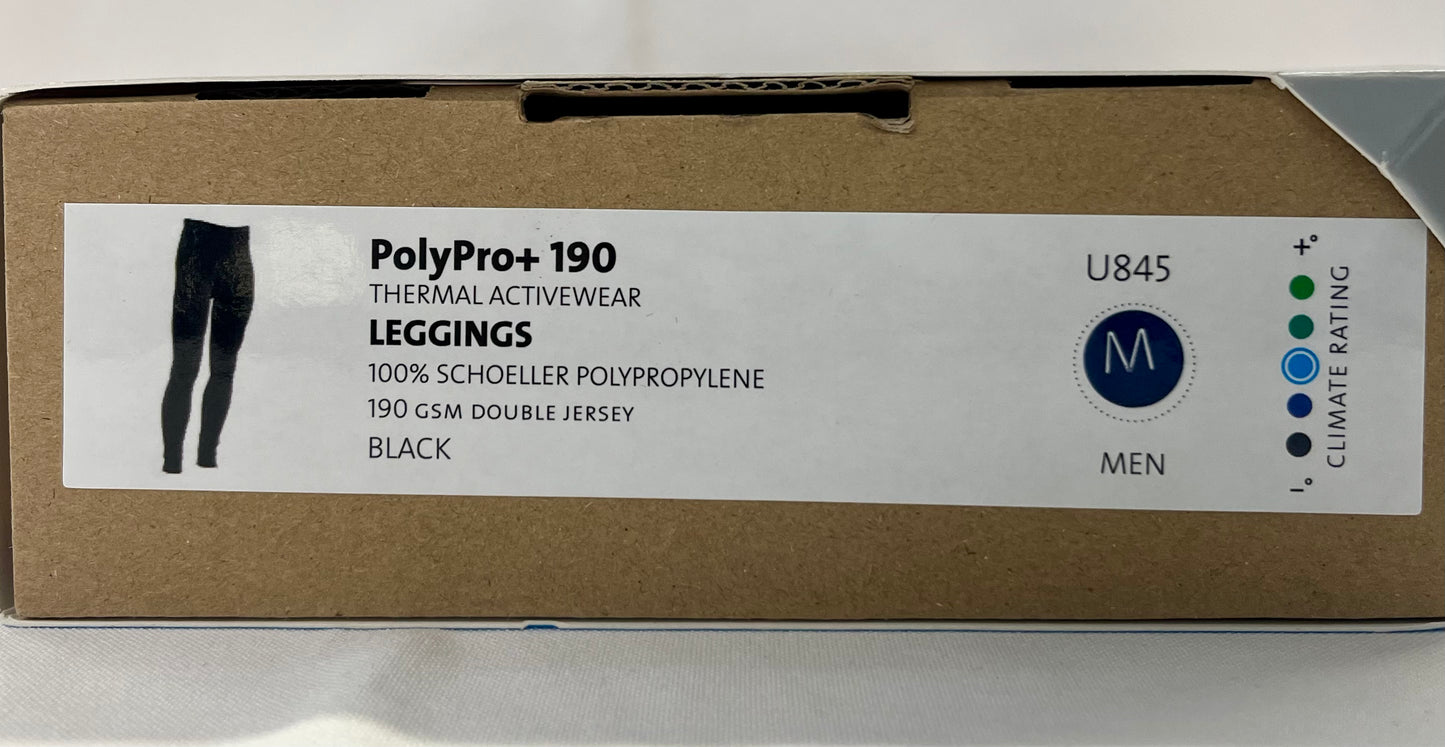 PolyPro+ 190
THERMAL ACTIVEWEAR
LEGGINGS
100% SCHOELLER POLYPROPYLENE
190 GSM DOUBLE JERSEY
BLACK
U845
M
MEN
+°
CLIMATE RATING
-°